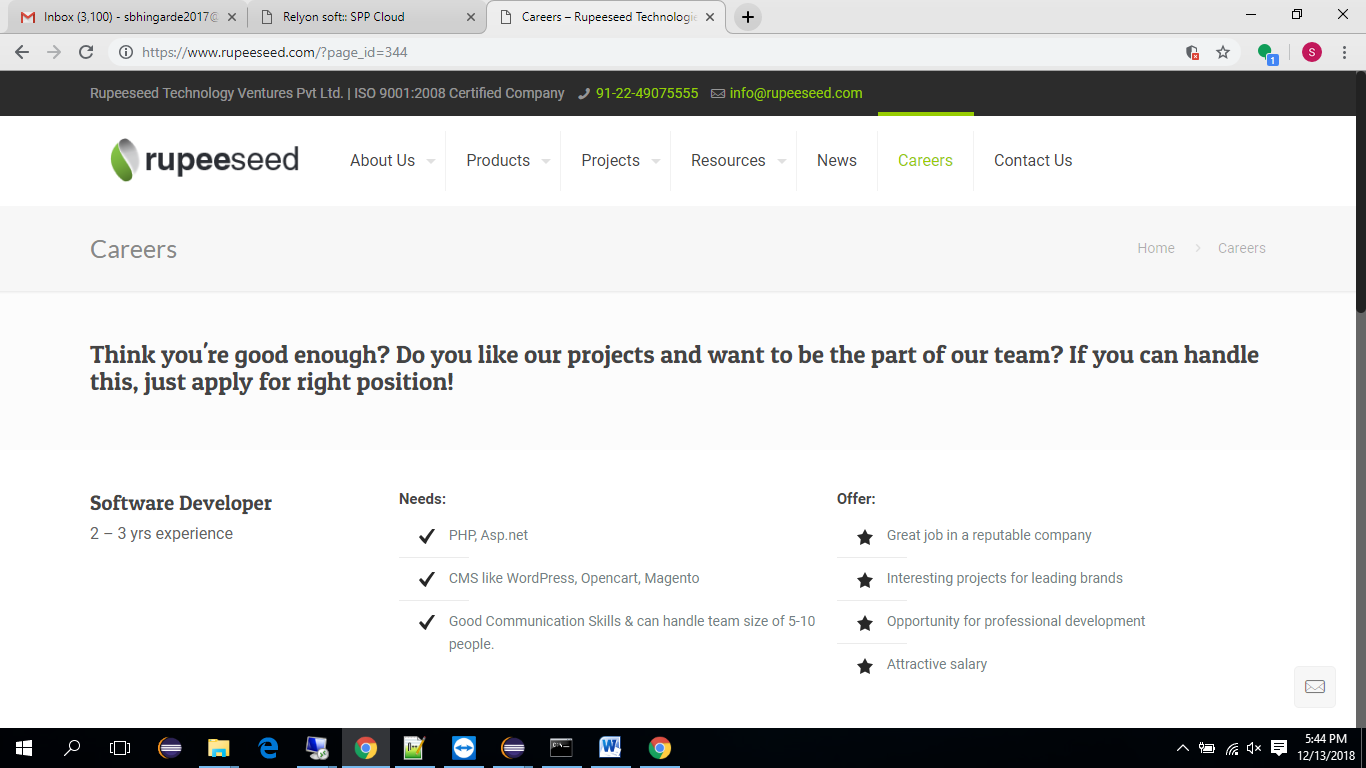 Inbox (3,100) - sbhingarde2017@
Relyon soft:: SPP Cloud
Careers – Rupeeseed Technologie
https://www.rupeeseed.com/?page_id=344
S
1
Rupeeseed Technology Ventures Pvt Ltd. | ISO 9001:2008 Certified Company 91-22-49075555 info@rupeeseed.com
rupeeseed
About Us Products Projects Resources News Careers Contact Us
Careers
Home Careers
Think you're good enough? Do you like our projects and want to be the part of our team? If you can handle
this, just apply for right position!
Software Developer
2 – 3 yrs experience
Needs:
PHP, Asp.net
CMS like WordPress, Opencart, Magento
Good Communication Skills & can handle team size of 5-10
people.
Offer:
Great job in a reputable company
Interesting projects for leading brands
Opportunity for professional development
Attractive salary
5:44 PM
12/13/2018